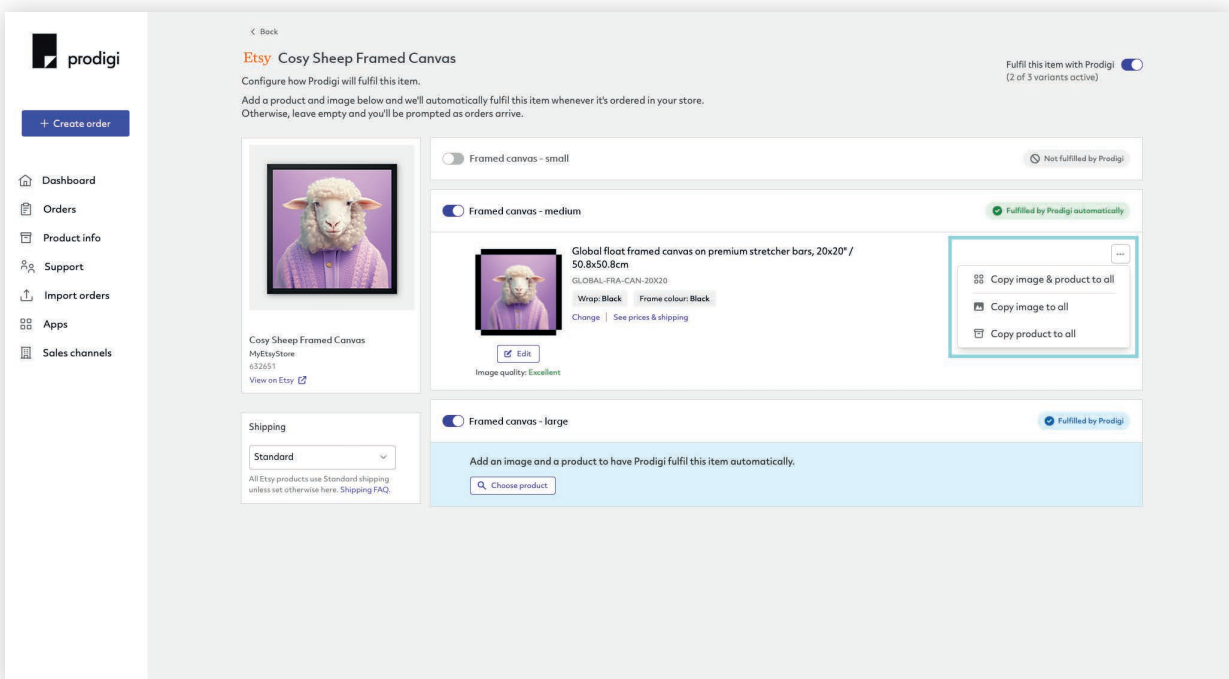 prodigi
+ Create order
Dashboard
Orders
Product info
Support
Import orders
Apps
Sales channels
Back
Etsy Cosy Sheep Framed Canvas
Configure how Prodigi will fulfil this item.
Add a product and image below and we'll automatically fulfil this item whenever it's ordered in your store.
Otherwise, leave empty and you'll be prompted as orders arrive.
Fulfil this item with Prodigi
(2 of 3 variants active)
Cosy Sheep Framed Canvas
MyEtsyStore
632651
View on Etsy
Shipping
Standard
All Etsy products use Standard shipping
unless set otherwise here. Shipping FAQ.
Framed canvas - small
Not fulfilled by Prodigi
Framed canvas - medium
Fulfilled by Prodigi automatically
Global float framed canvas on premium stretcher bars, 20x20" /
50.8x50.8cm
GLOBAL-FRA-CAN-20X20
Wrap: Black Frame colour: Black
Change | See prices & shipping
Edit
Image quality: Excellent
...
Copy image & product to all
Copy image to all
Copy product to all
Framed canvas - large
Fulfilled by Prodigi
Add an image and a product to have Prodigi fulfil this item automatically.
Choose product